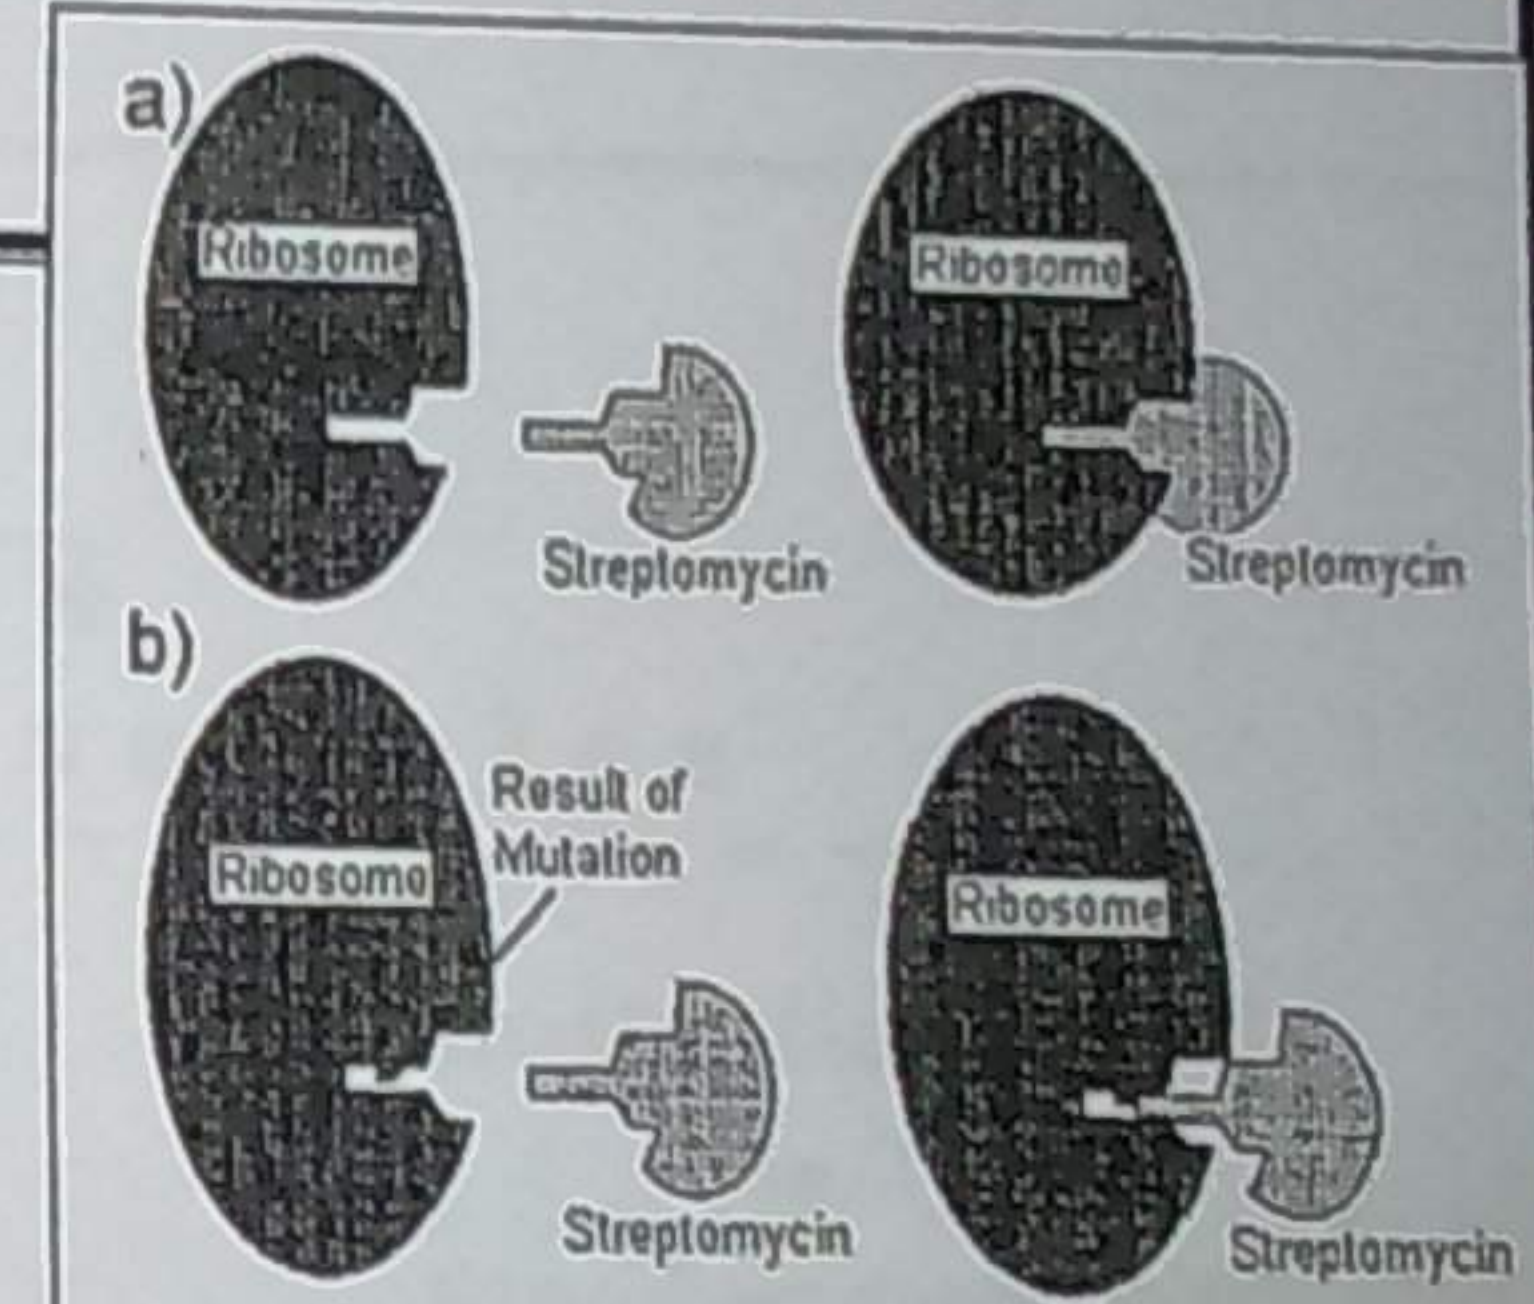 a)
Ribosome
Ribosome
Streptomycin
Streptomycin
b)
Result of
Mutation
Ribosome
Ribosome
Streptomycin
Streptomycin